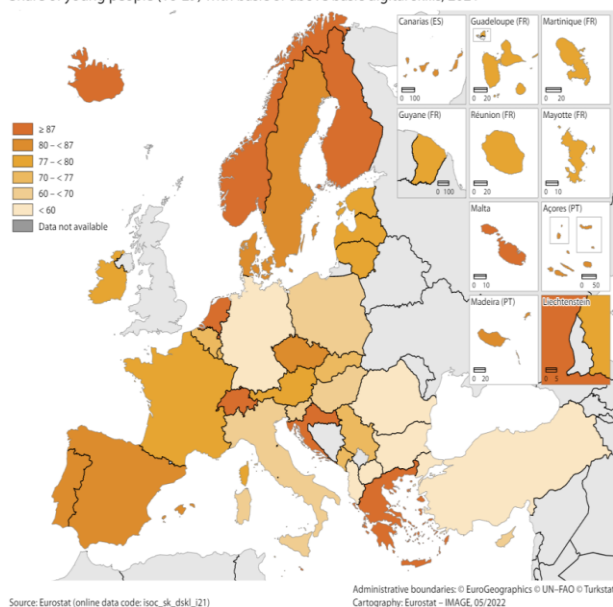 Canarias (ES)
Guadeloupe (FR)
Martinique (FR)
0 100
0 20
0 20
Guyane (FR)
Réunion (FR)
Mayotte (FR)
0 100
0 20
0 10
Malta
Açores (PT)
0 10
0 50
Madeira (PT)
Liechtenstein
0 20
0 5
≥ 87
80 – < 87
77 – < 80
70 – < 77
60 – < 70
< 60
Data not available
Administrative boundaries: © EuroGeographics © UN–FAO © Turksta
Source: Eurostat (online data code: isoc_sk_dskl_i21)
Cartography: Eurostat – IMAGE, 05/2022